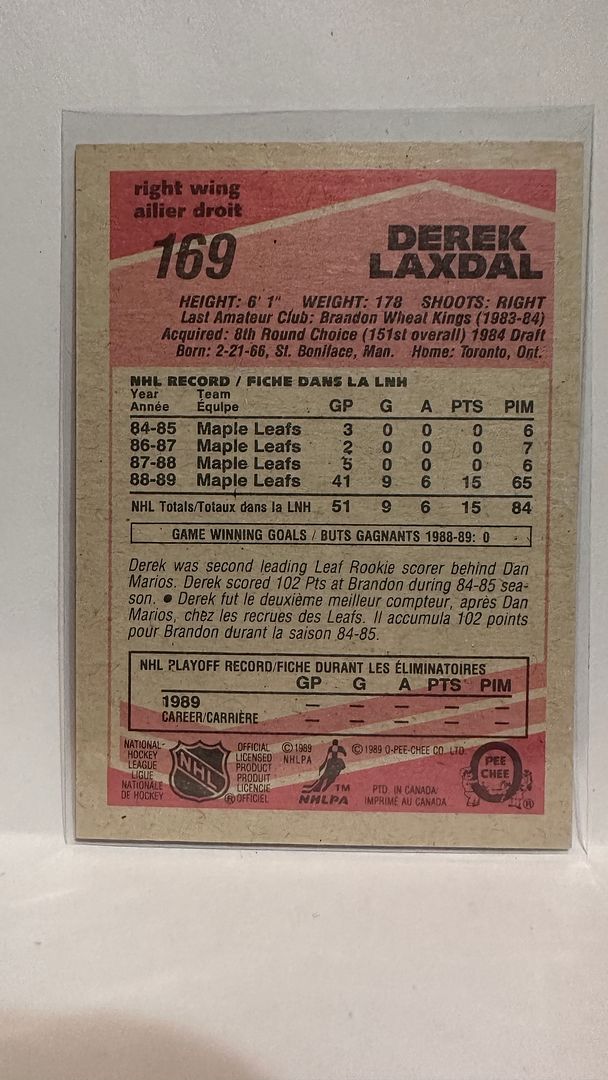 right wing
ailier droit
169
DEREK
LAXDAL
HEIGHT: 6' 1" WEIGHT: 178 SHOOTS: RIGHT
Last Amateur Club: Brandon Wheat Kings (1983-84)
Acquired: 8th Round Choice (151st overall) 1984 Draft
Born: 2-21-66, St. Boniface, Man. Home: Toronto, Ont.
NHL RECORD / FICHE DANS LA LNH
Year Team
Année Équipe GP G A PTS PIM
84-85 Maple Leafs 3 0 0 0 6
86-87 Maple Leafs 2 0 0 0 7
87-88 Maple Leafs 5 0 0 0 6
88-89 Maple Leafs 41 9 6 15 65
NHL Totals/Totaux dans la LNH 51 9 6 15 84
GAME WINNING GOALS / BUTS GAGNANTS 1988-89: 0
Derek was second leading Leaf Rookie scorer behind Dan
Marios. Derek scored 102 Pts at Brandon during 84-85 sea-
son. ● Derek fut le deuxième meilleur compteur, après Dan
Marios, chez les recrues des Leafs. Il accumula 102 points
pour Brandon durant la saison 84-85.
NHL PLAYOFF RECORD/FICHE DURANT LES ÉLIMINATOIRES
GP G A PTS PIM
1989 — — — — —
CAREER/CARRIÈRE — — — — —
NATIONAL
HOCKEY
LEAGUE
LIGUE
NATIONALE
DE HOCKEY
NHL
®
OFFICIAL
LICENSED
PRODUCT
PRODUIT
LICENCIE
OFFICIEL
© 1989
NHLPA
TM
NHLPA
© 1989 O-PEE-CHEE CO. LTD.
PTD. IN CANADA
IMPRIMÉ AU CANADA
PEE
CHEE
®